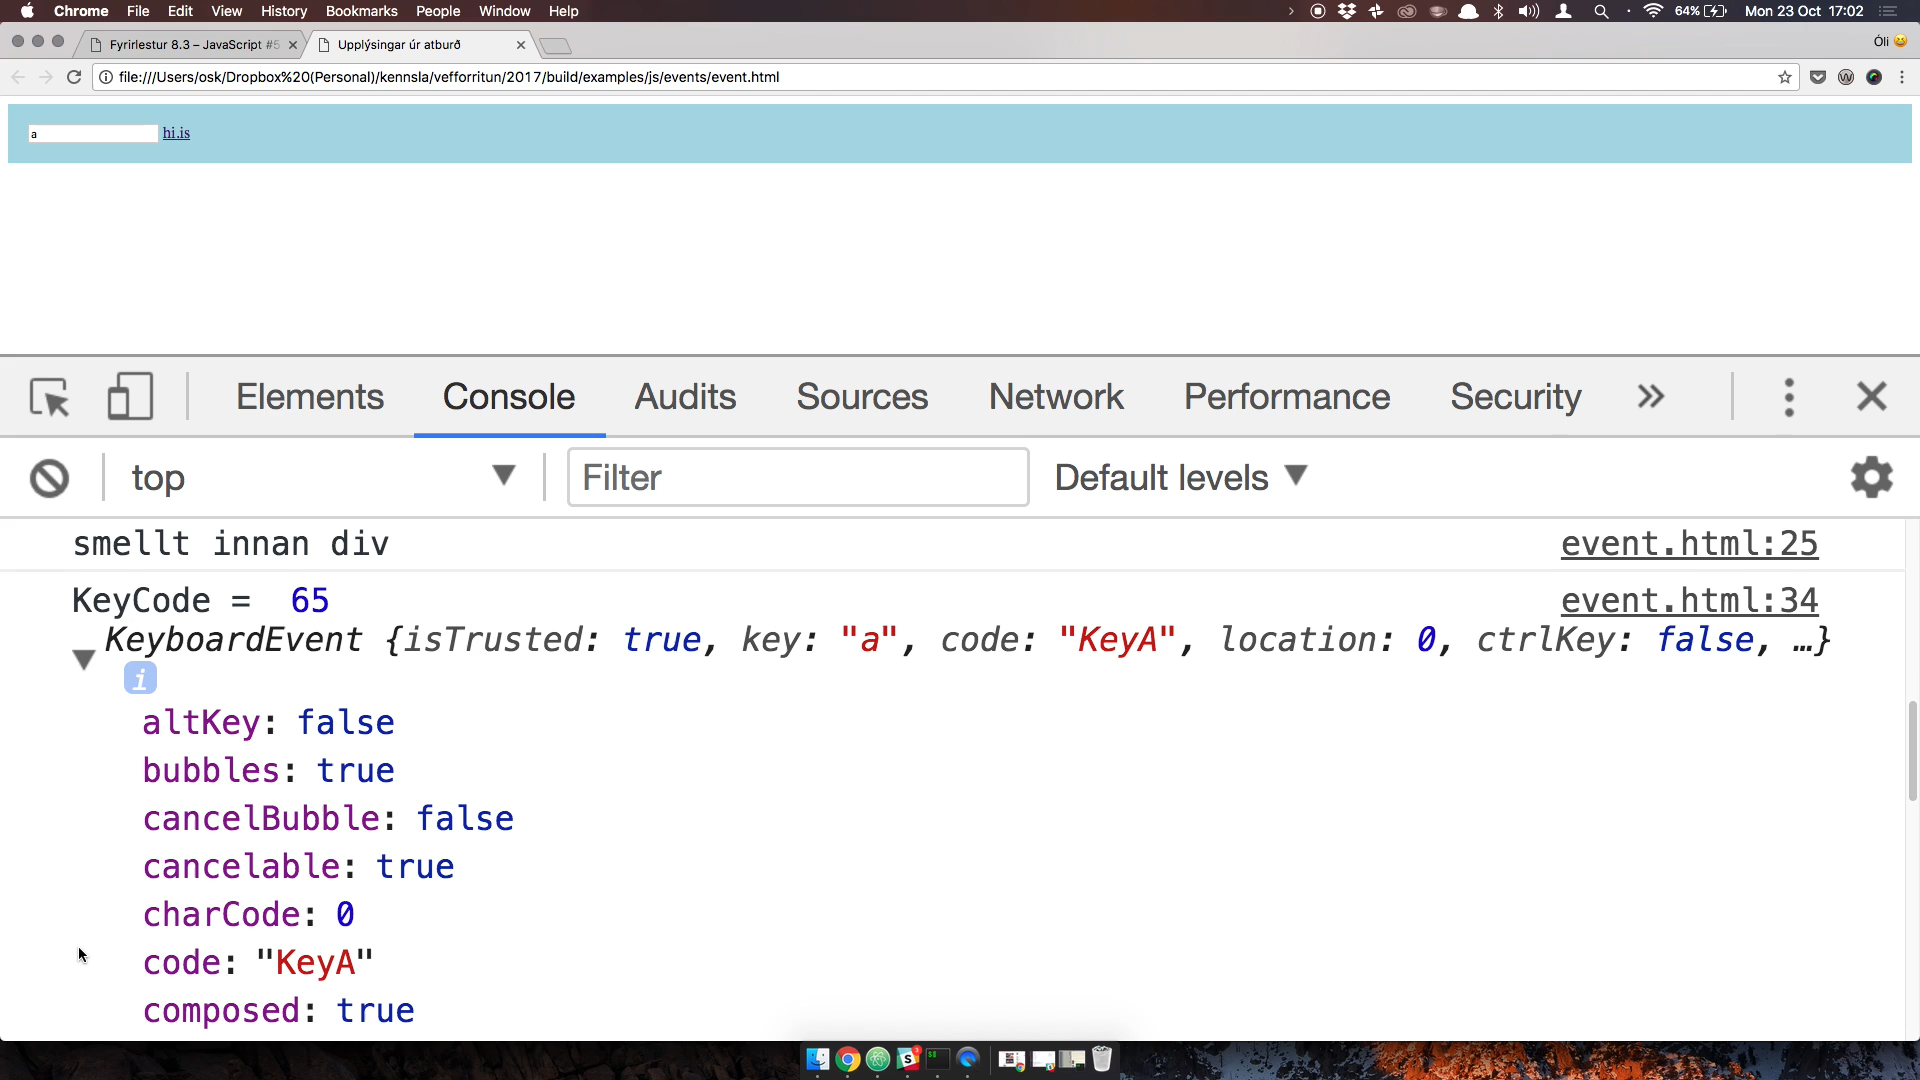 Chrome File Edit View History Bookmarks People Window Help 64% Mon 23 Oct 17:02
Fyrirlestur 8.3 – JavaScript #5 Upplýsingar úr atburð Óli
file:///Users/osk/Dropbox%20(Personal)/kennsla/vefforritun/2017/build/examples/js/events/event.html
a hi.is
Elements Console Audits Sources Network Performance Security
top Filter Default levels
smellt innan div event.html:25
KeyCode = 65 event.html:34
KeyboardEvent {isTrusted: true, key: "a", code: "KeyA", location: 0, ctrlKey: false, …}
i
altKey: false
bubbles: true
cancelBubble: false
cancelable: true
charCode: 0
code: "KeyA"
composed: true